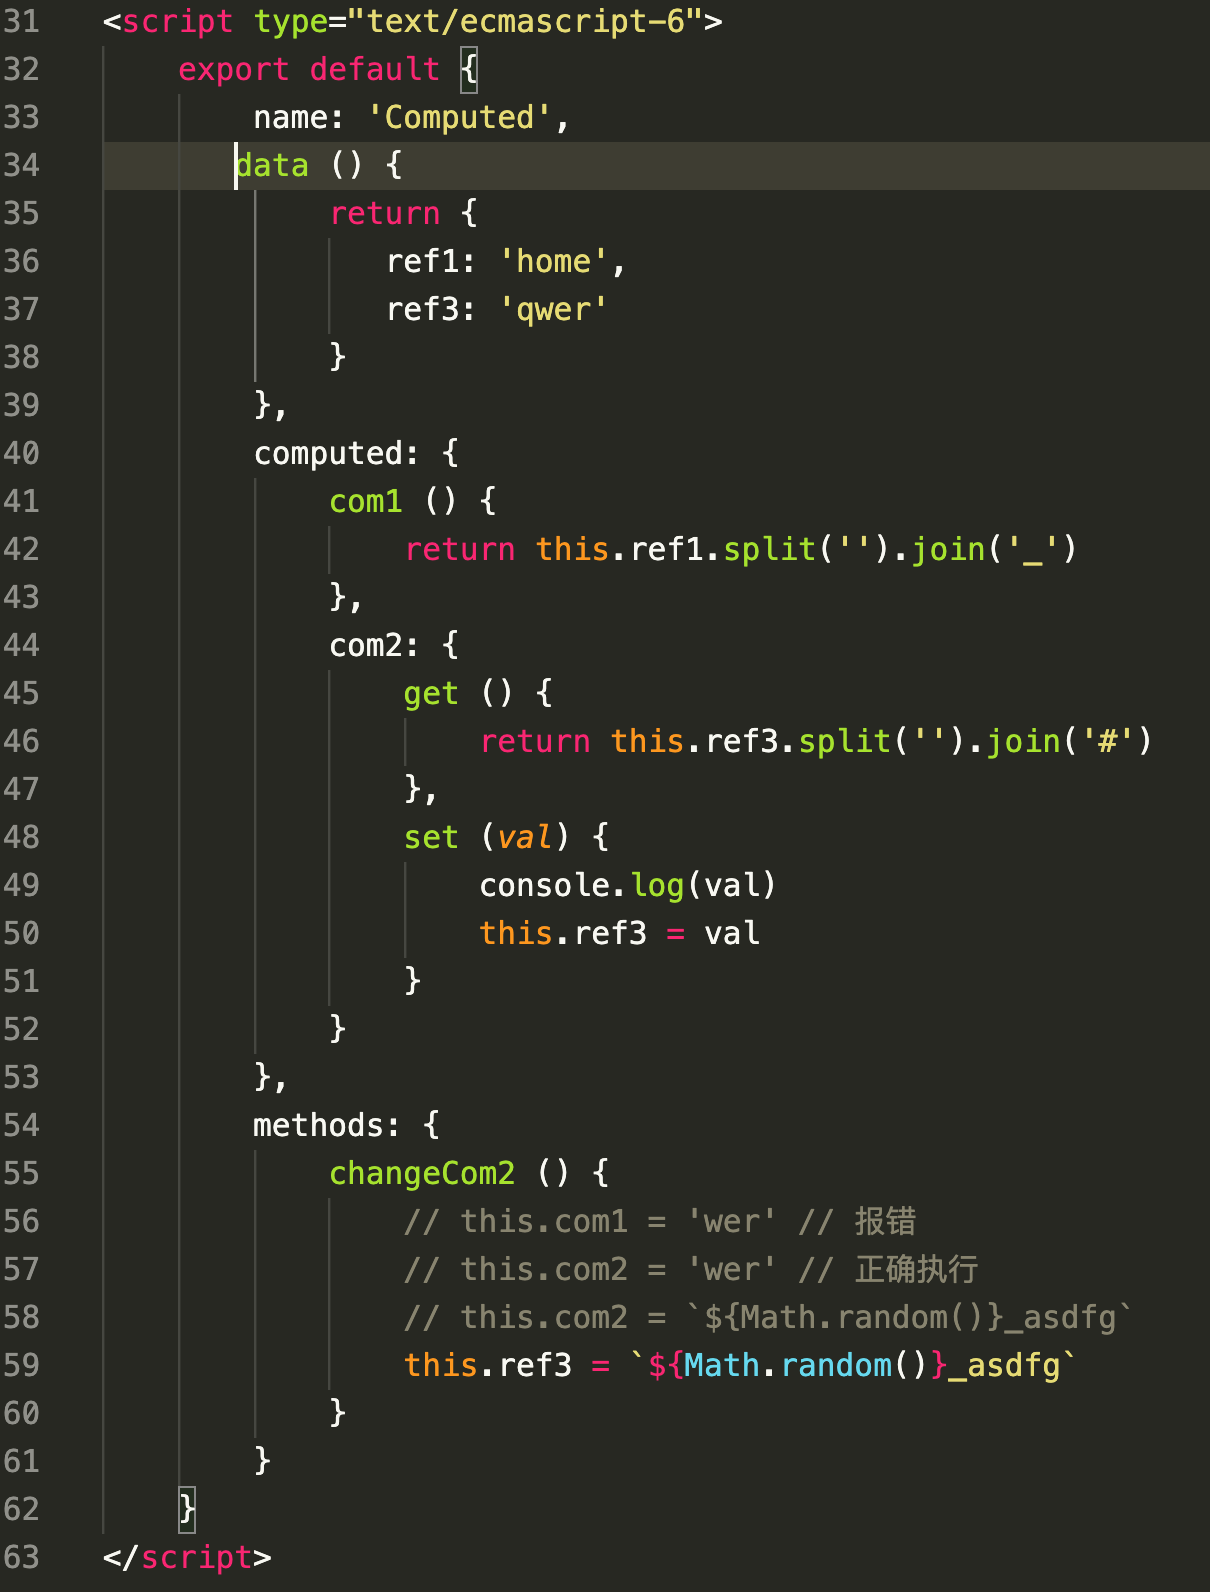 31 <script type="text/ecmascript-6">
32     export default {
33         name: 'Computed',
34        data () {
35             return {
36                ref1: 'home',
37                ref3: 'qwer'
38             }
39         },
40         computed: {
41             com1 () {
42                 return this.ref1.split('').join('_')
43             },
44             com2: {
45                 get () {
46                     return this.ref3.split('').join('#')
47                 },
48                 set (val) {
49                     console.log(val)
50                     this.ref3 = val
51                 }
52             }
53         },
54         methods: {
55             changeCom2 () {
56                 // this.com1 = 'wer' // 报错
57                 // this.com2 = 'wer' // 正确执行
58                 // this.com2 = `${Math.random()}_asdfg`
59                 this.ref3 = `${Math.random()}_asdfg`
60             }
61         }
62     }
63 </script>